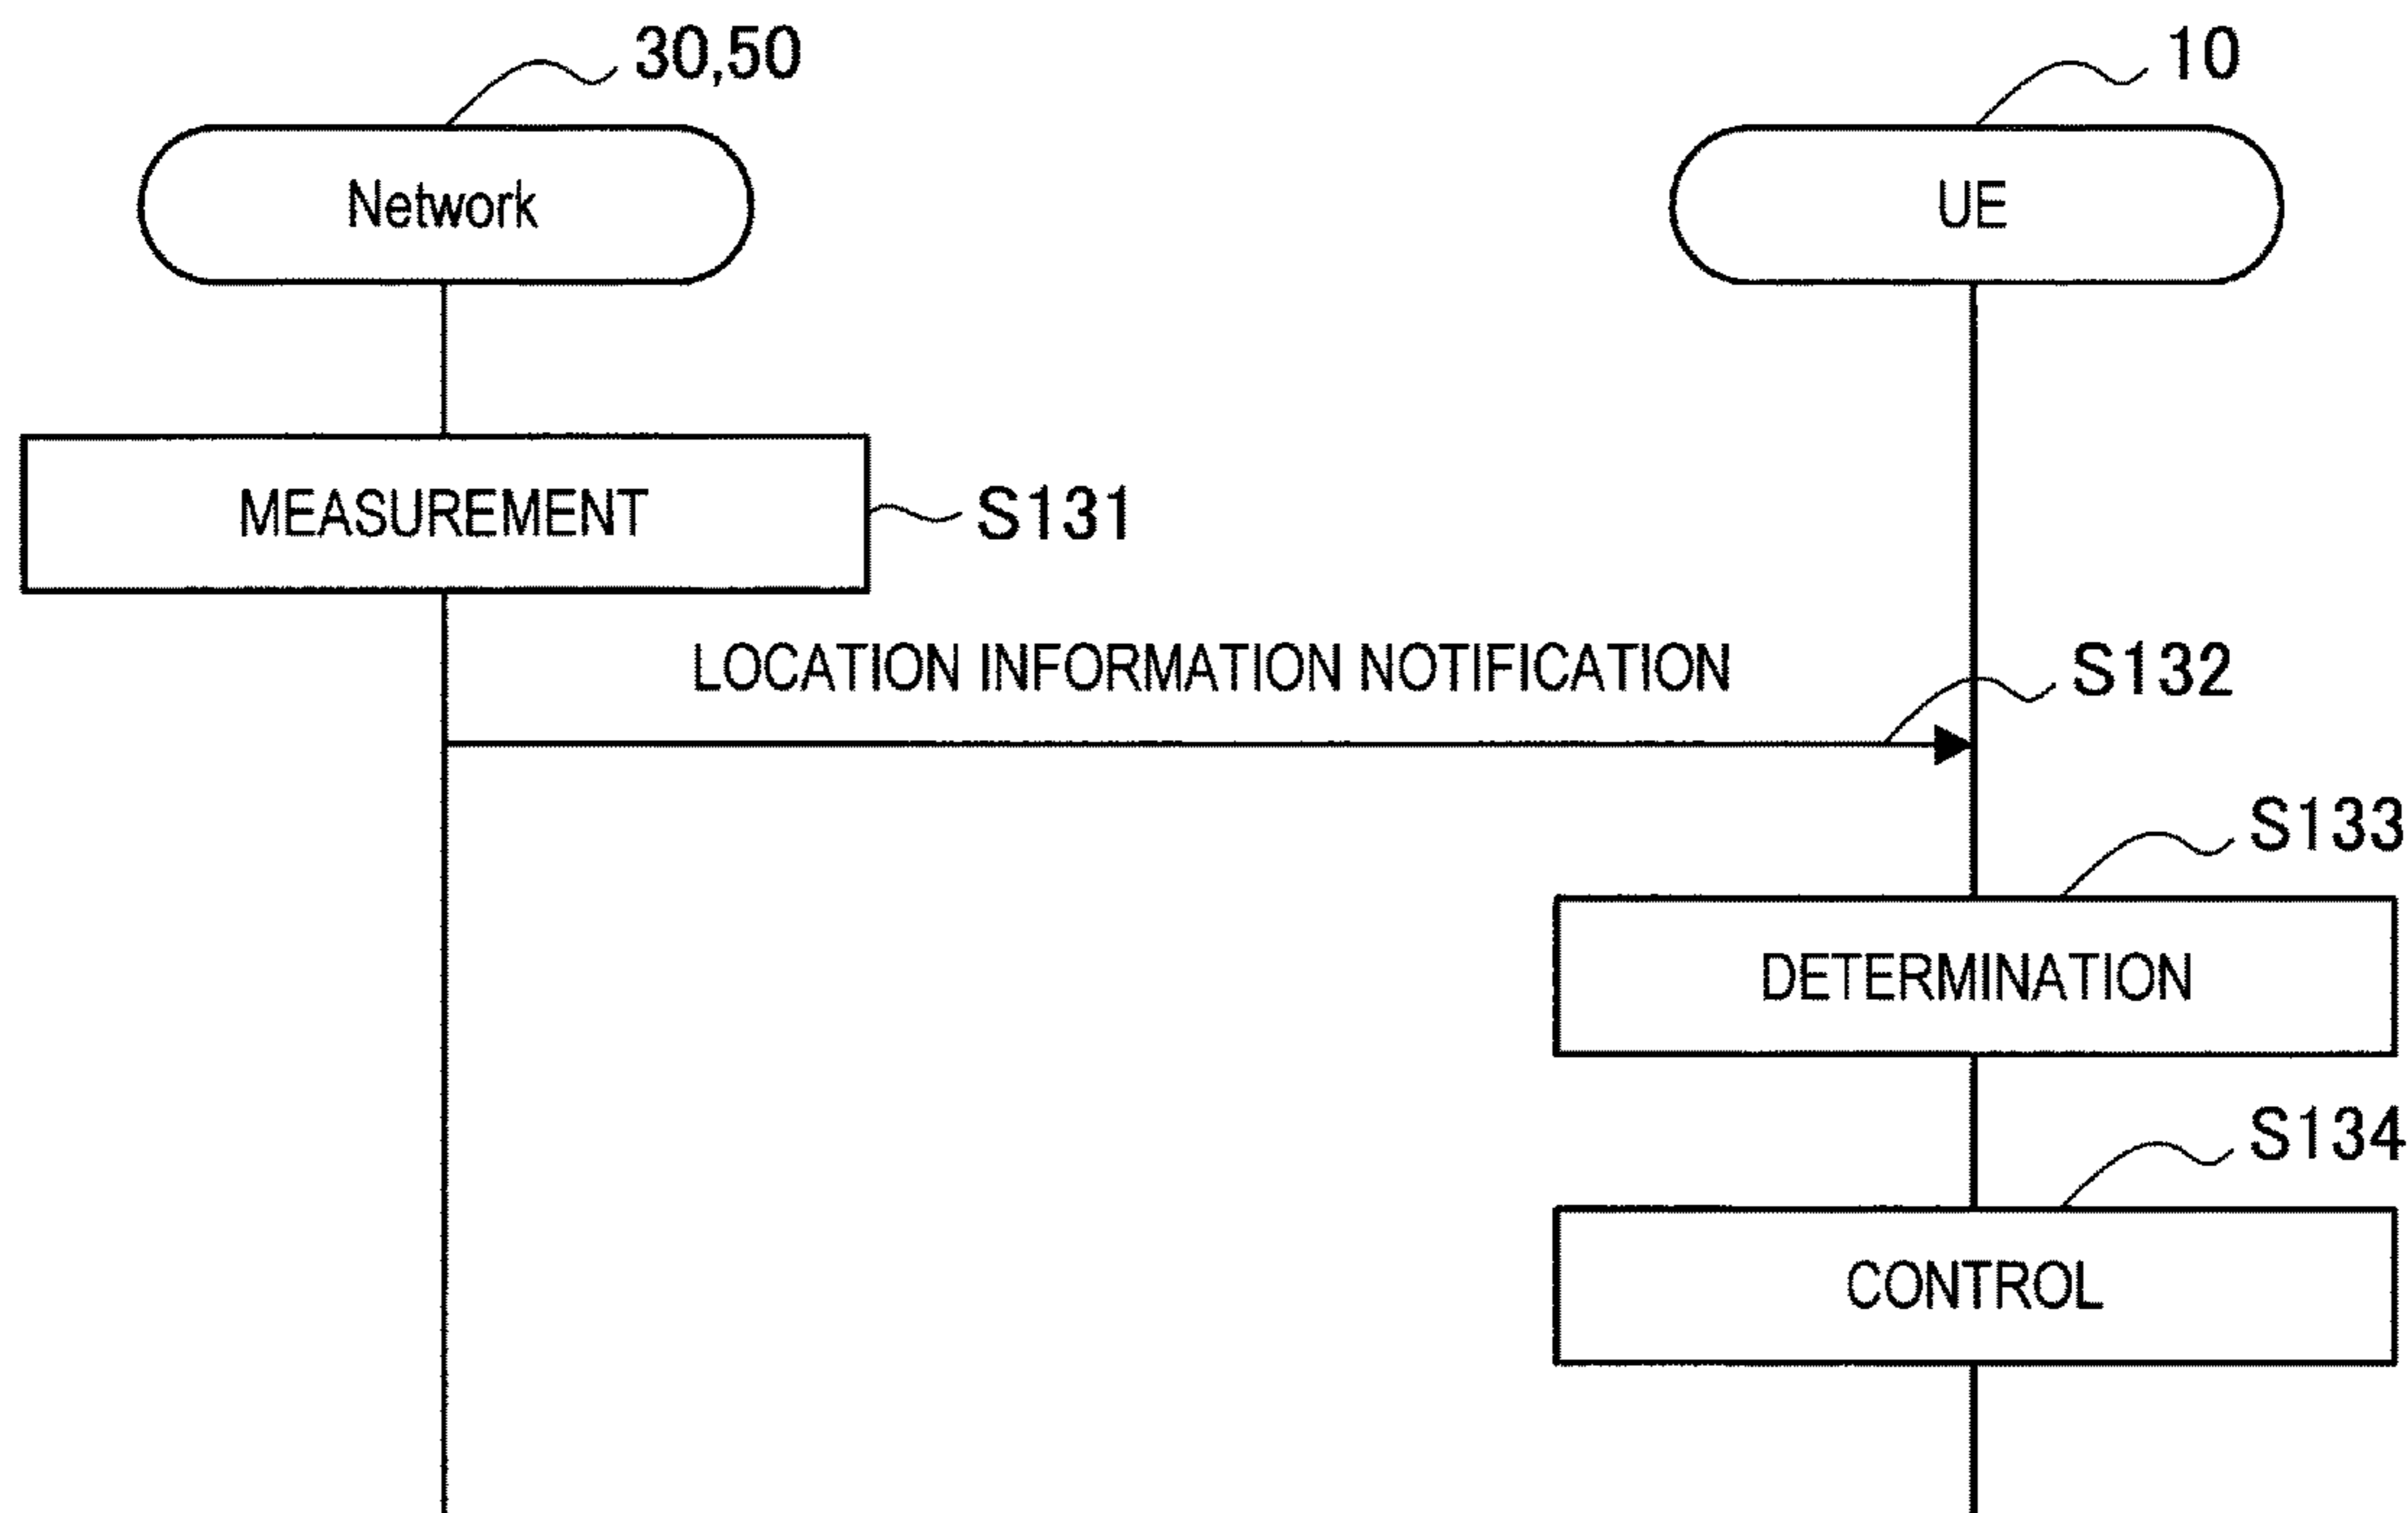 30,50
10
Network
UE
MEASUREMENT
S131
LOCATION INFORMATION NOTIFICATION
S132
S133
DETERMINATION
S134
CONTROL